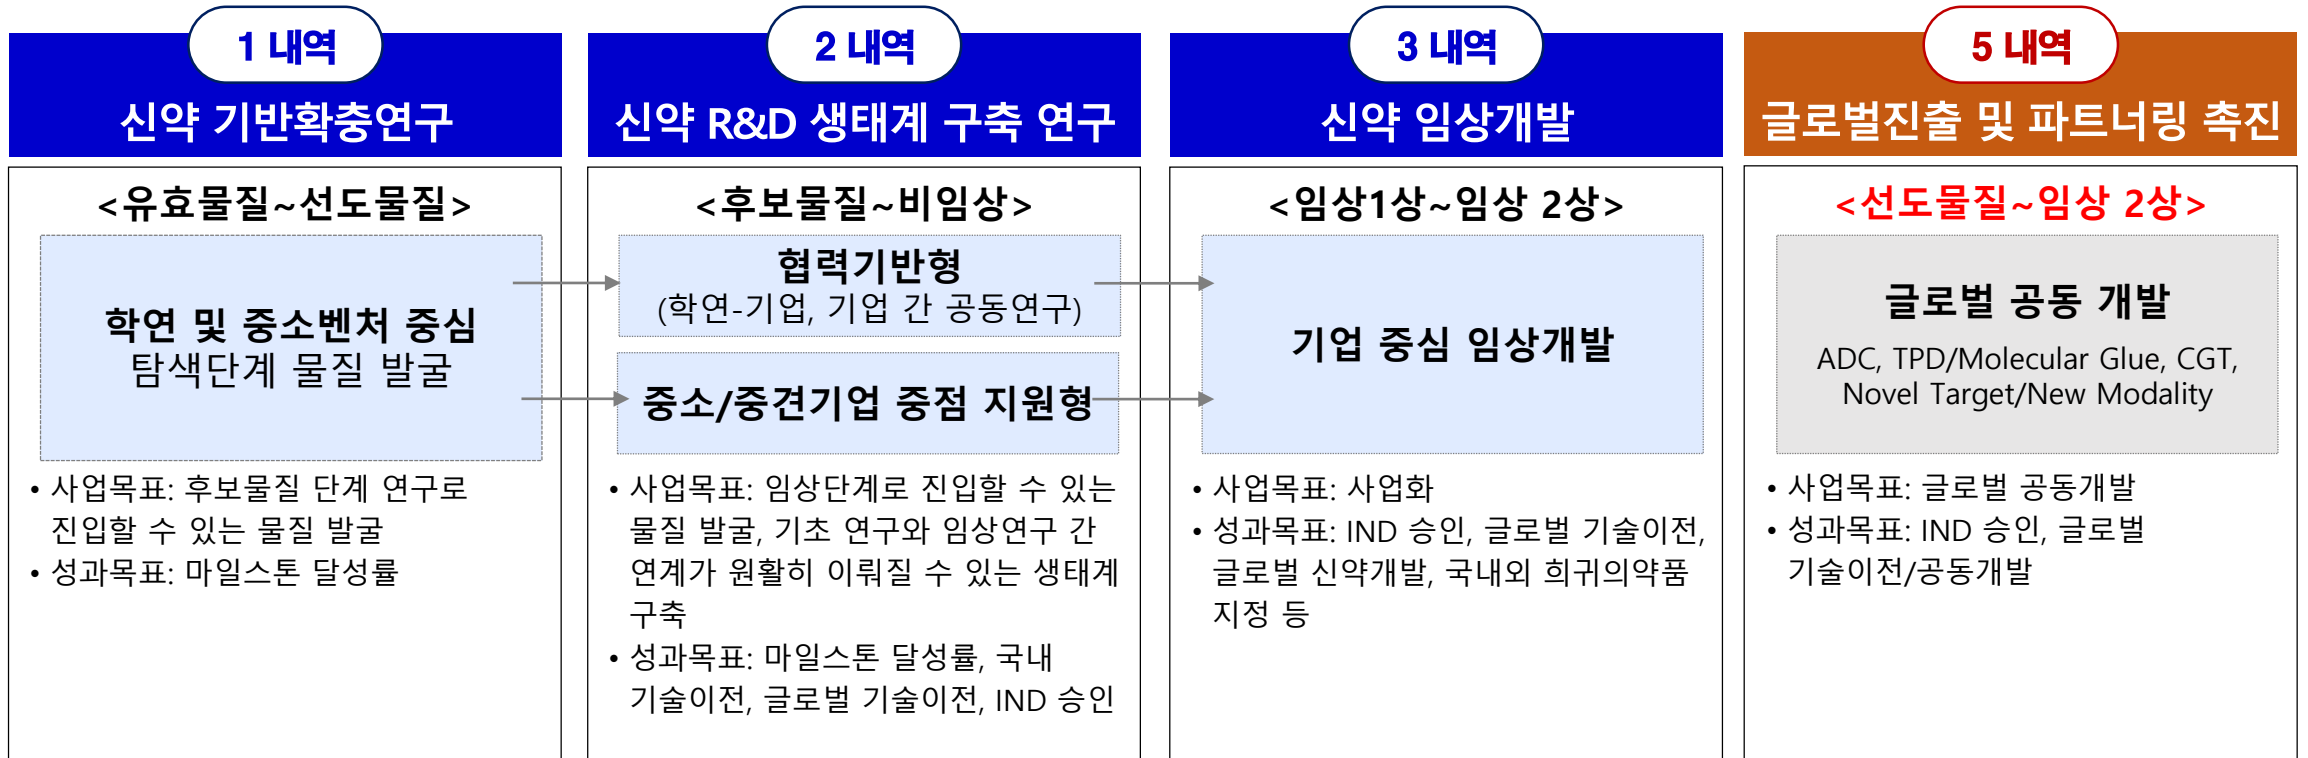 1 내역
신약 기반확충연구
<유효물질~선도물질>
학연 및 중소벤처 중심
탐색단계 물질 발굴
• 사업목표: 후보물질 단계 연구로
진입할 수 있는 물질 발굴
• 성과목표: 마일스톤 달성률
2 내역
신약 R&D 생태계 구축 연구
<후보물질~비임상>
협력기반형
(학연-기업, 기업 간 공동연구)
중소/중견기업 중점 지원형
• 사업목표: 임상단계로 진입할 수 있는
물질 발굴, 기초 연구와 임상연구 간
연계가 원활히 이뤄질 수 있는 생태계
구축
• 성과목표: 마일스톤 달성률, 국내
기술이전, 글로벌 기술이전, IND 승인
3 내역
신약 임상개발
<임상1상~임상 2상>
기업 중심 임상개발
• 사업목표: 사업화
• 성과목표: IND 승인, 글로벌 기술이전,
글로벌 신약개발, 국내외 희귀의약품
지정 등
5 내역
글로벌진출 및 파트너링 촉진
<선도물질~임상 2상>
글로벌 공동 개발
ADC, TPD/Molecular Glue, CGT,
Novel Target/New Modality
• 사업목표: 글로벌 공동개발
• 성과목표: IND 승인, 글로벌
기술이전/공동개발